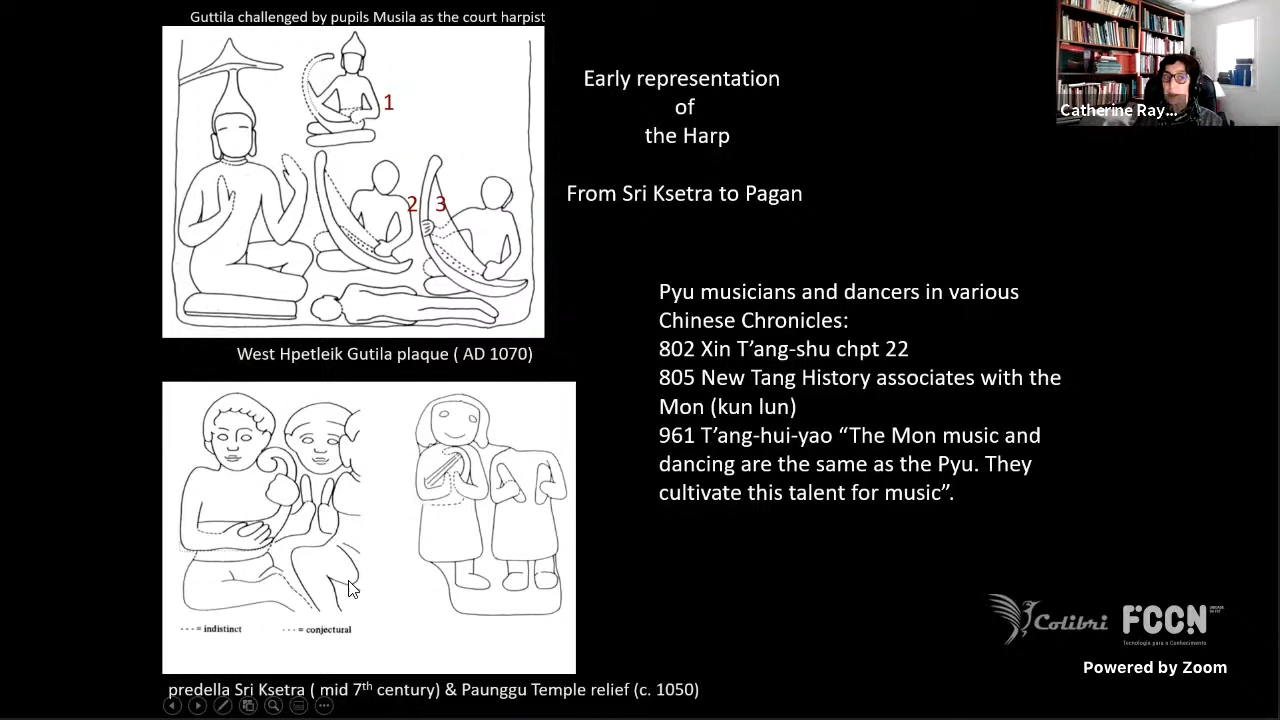 Guttila challenged by pupils Musila as the court harpist
1
2
3
West Hpetleik Gutila plaque ( AD 1070)
--- = indistinct
··· = conjectural
predella Sri Ksetra ( mid 7th century) & Paunggu Temple relief (c. 1050)
Early representation
of
the Harp
From Sri Ksetra to Pagan
Pyu musicians and dancers in various
Chinese Chronicles:
802 Xin T’ang-shu chpt 22
805 New Tang History associates with the
Mon (kun lun)
961 T’ang-hui-yao “The Mon music and
dancing are the same as the Pyu. They
cultivate this talent for music”.
Catherine Ray...
Colibri
FCCN
Tecnologia para o Conhecimento
Powered by Zoom